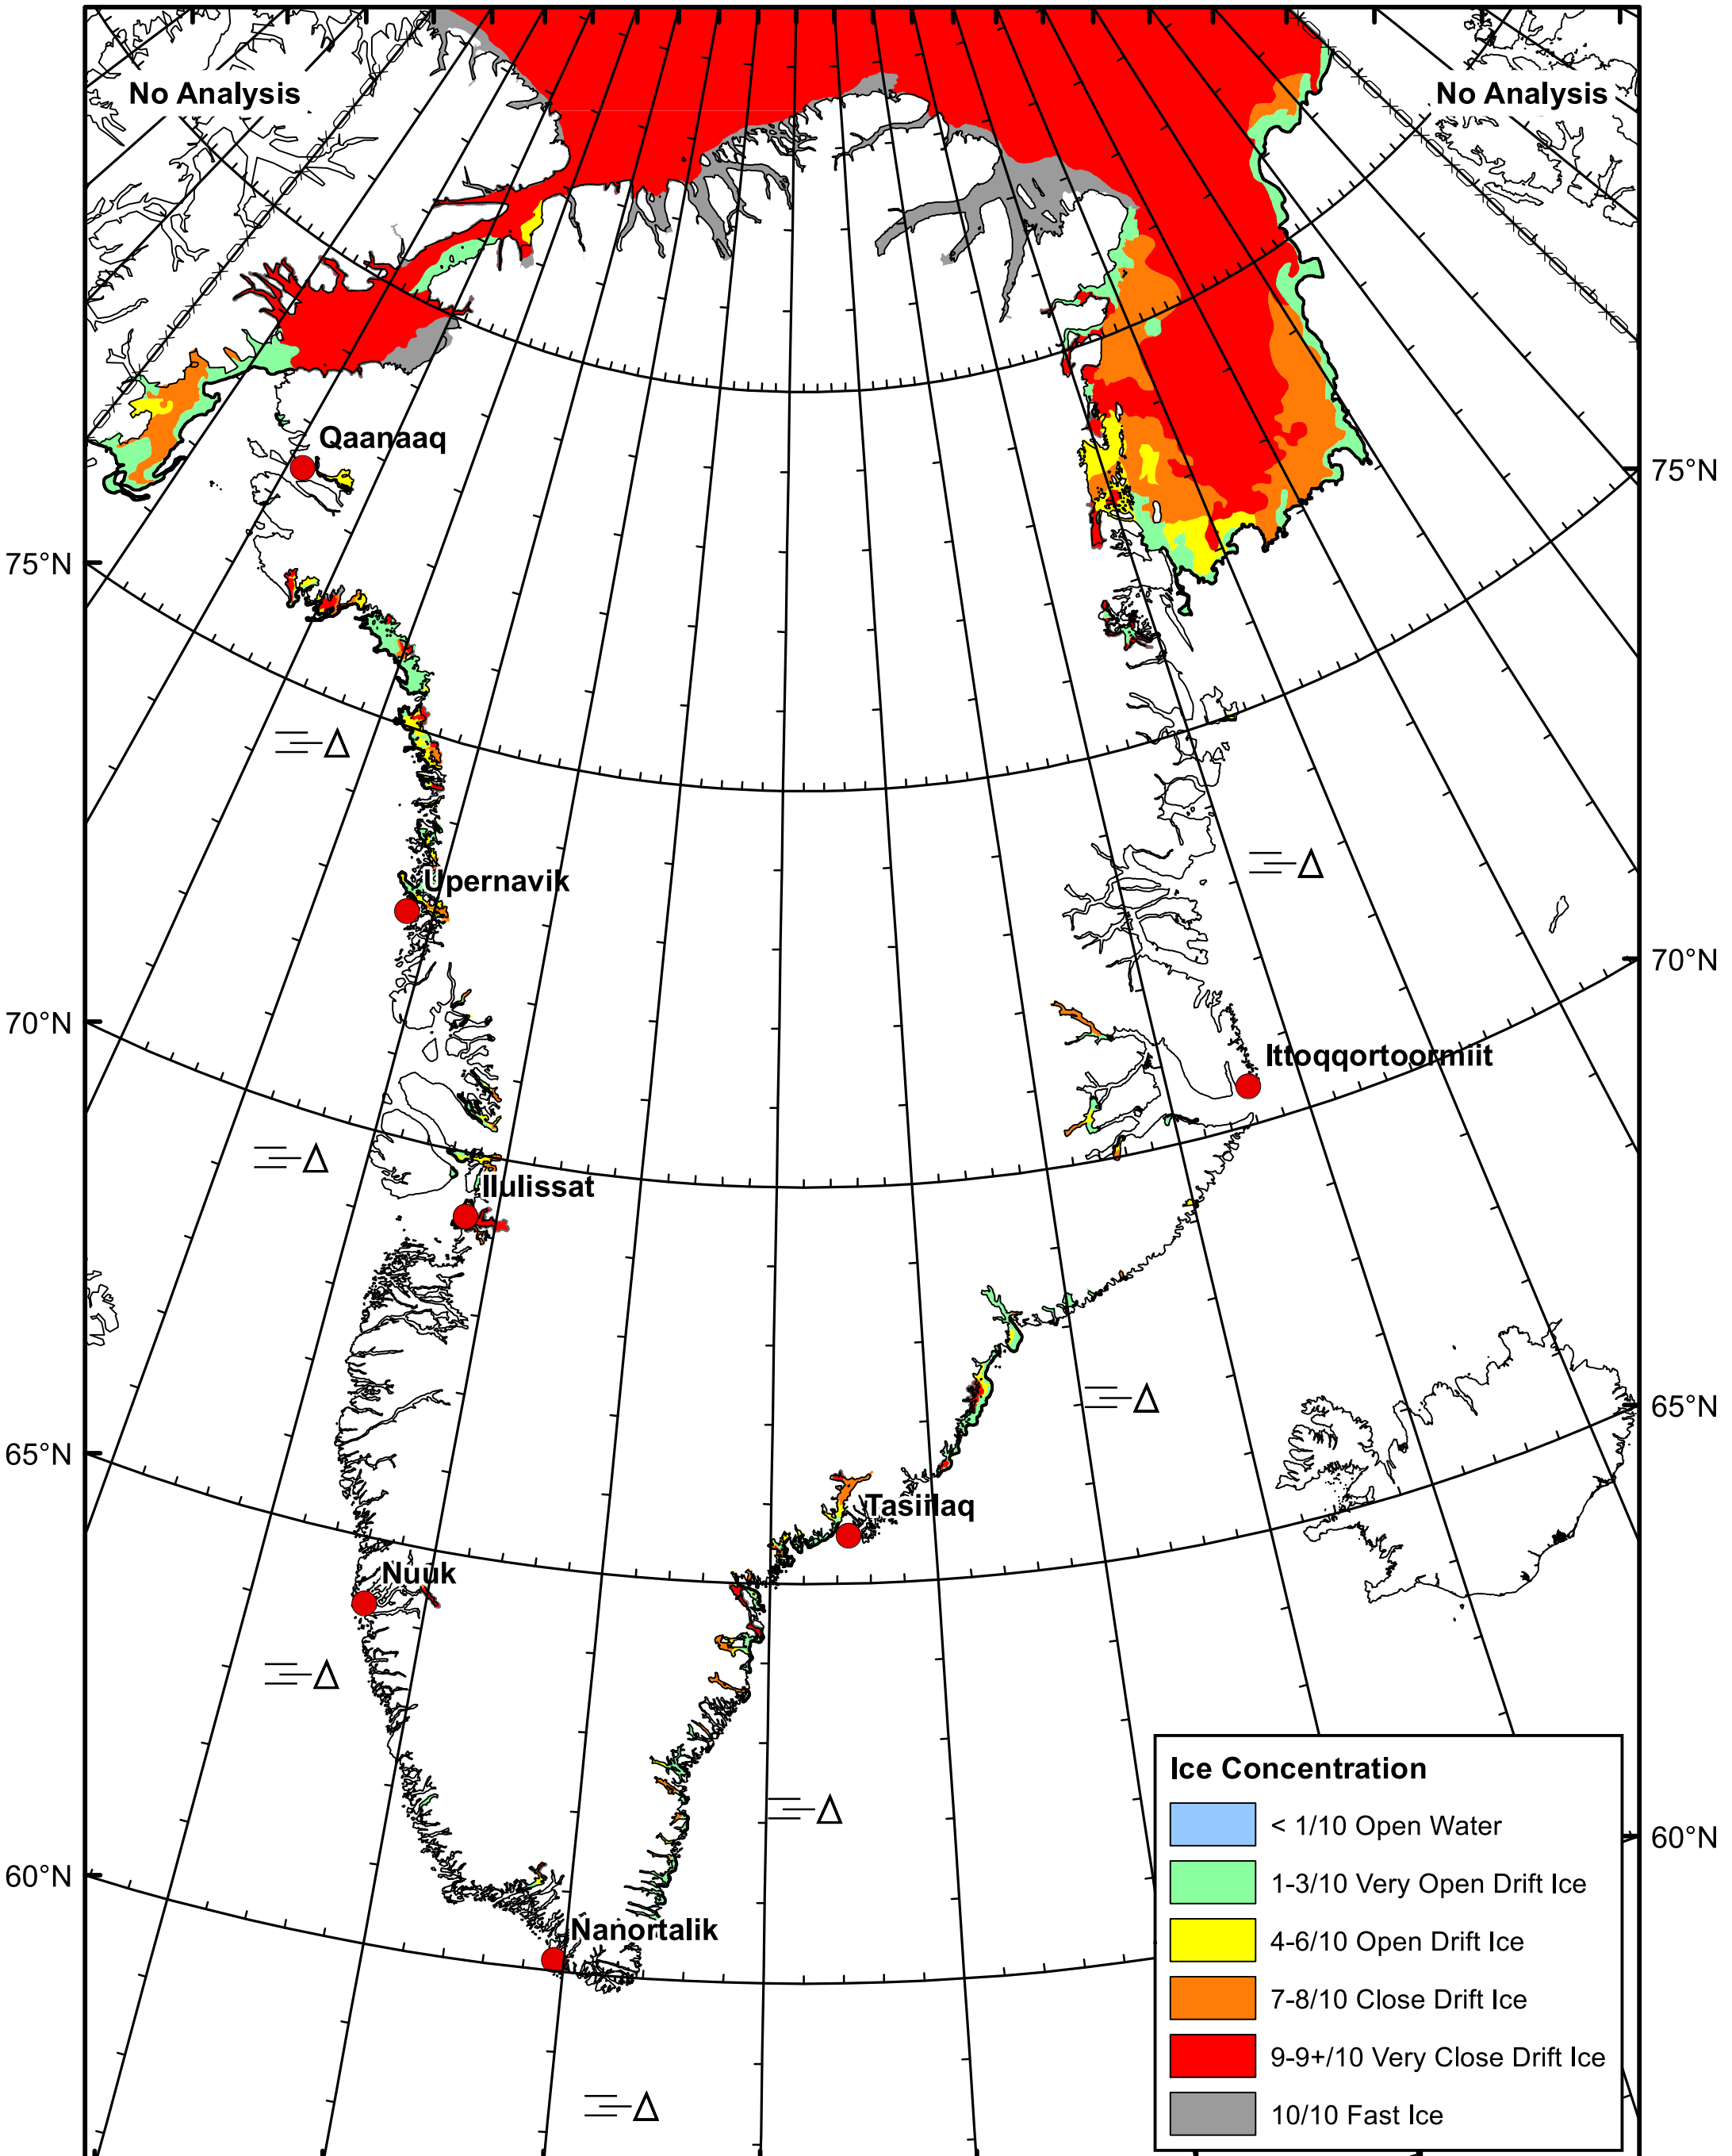 No Analysis
No Analysis
Qaanaaq
75°N
75°N
Upernavik
70°N
70°N
Ittoqqortoormiit
Ilulissat
65°N
65°N
Tasiilaq
Nuuk
60°N
60°N
Nanortalik
Ice Concentration
< 1/10 Open Water
1-3/10 Very Open Drift Ice
4-6/10 Open Drift Ice
7-8/10 Close Drift Ice
9-9+/10 Very Close Drift Ice
10/10 Fast Ice